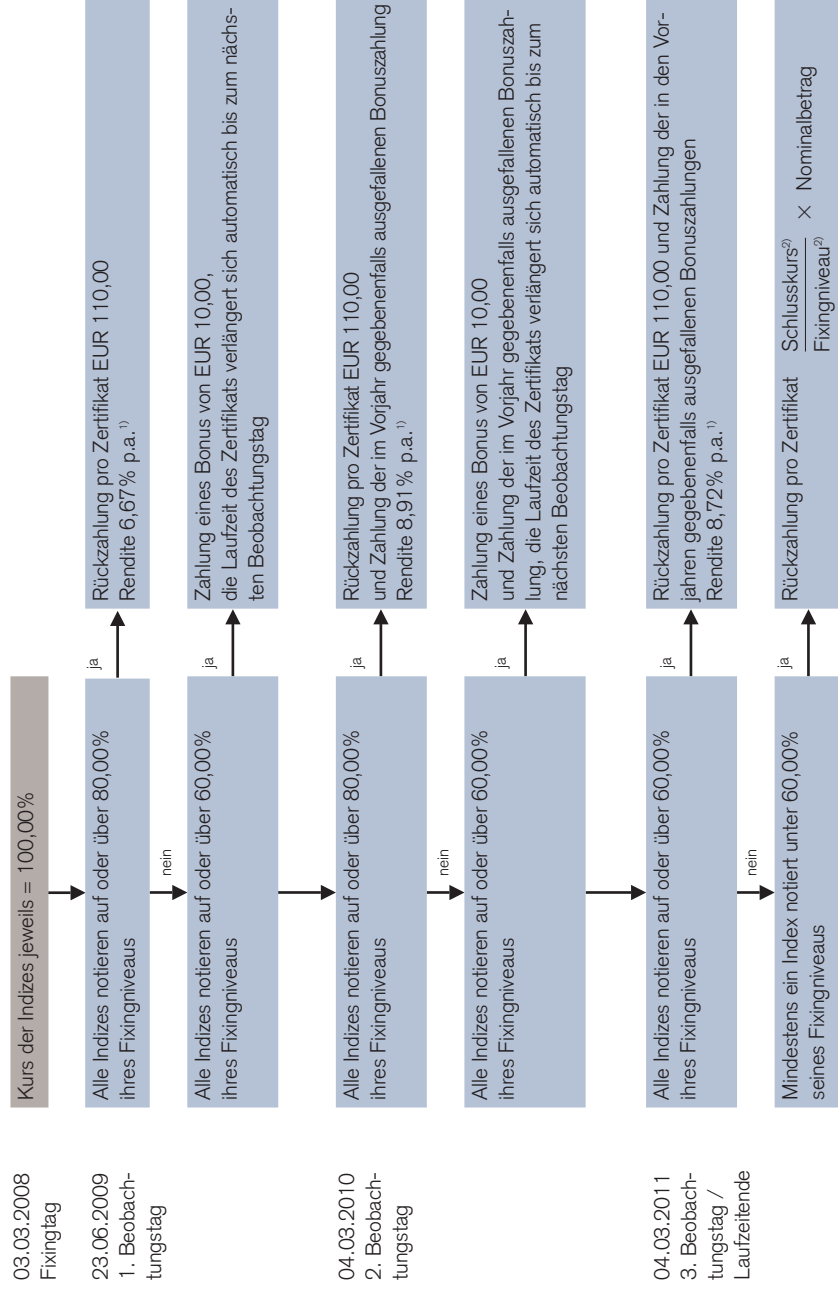 03.03.2008
Fixingtag
Kurs der Indizes jeweils = 100,00%
23.06.2009
1. Beobach-
tungstag
Alle Indizes notieren auf oder über 80,00%
ihres Fixingniveaus
ja
Rückzahlung pro Zertifikat EUR 110,00
Rendite 6,67% p.a.¹⁾
nein
Alle Indizes notieren auf oder über 60,00%
ihres Fixingniveaus
ja
Zahlung eines Bonus von EUR 10,00,
die Laufzeit des Zertifikats verlängert sich automatisch bis zum nächs-
ten Beobachtungstag
04.03.2010
2. Beobach-
tungstag
Alle Indizes notieren auf oder über 80,00%
ihres Fixingniveaus
ja
Rückzahlung pro Zertifikat EUR 110,00
und Zahlung der im Vorjahr gegebenenfalls ausgefallenen Bonuszahlung
Rendite 8,91% p.a.¹⁾
nein
Alle Indizes notieren auf oder über 60,00%
ihres Fixingniveaus
ja
Zahlung eines Bonus von EUR 10,00
und Zahlung der im Vorjahr gegebenenfalls ausgefallenen Bonuszah-
lung, die Laufzeit des Zertifikats verlängert sich automatisch bis zum
nächsten Beobachtungstag
04.03.2011
3. Beobach-
tungstag /
Laufzeitende
Alle Indizes notieren auf oder über 60,00%
ihres Fixingniveaus
ja
Rückzahlung pro Zertifikat EUR 110,00 und Zahlung der in den Vor-
jahren gegebenenfalls ausgefallenen Bonuszahlungen
Rendite 8,72% p.a.¹⁾
nein
Mindestens ein Index notiert unter 60,00%
seines Fixingniveaus
ja
Rückzahlung pro Zertifikat
Schlusskurs²⁾
Fixingniveau²⁾
× Nominalbetrag